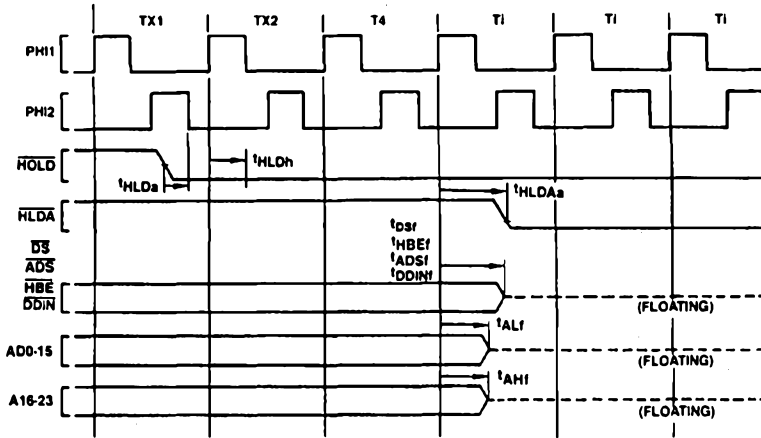 TX1 TX2 T4 Ti Ti Ti
PHI1
PHI2
HOLD
tHLDh
tHLDa
tHLDAa
HLDA
tDSf
DS
tHBEf
ADS
tADSf
tDDINf
HBE
DDIN
(FLOATING)
tALf
AD0-15
(FLOATING)
tAHf
A16-23
(FLOATING)